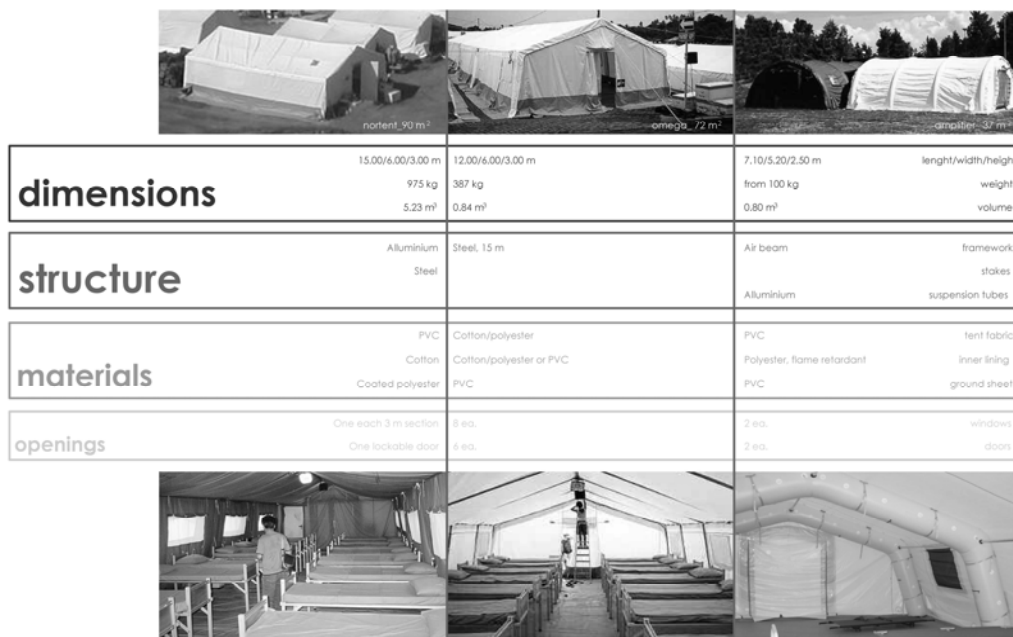 nortent_90 m² omega_ 72 m² amplifier_37 m²
dimensions
15.00/6.00/3.00 m 12.00/6.00/3.00 m 7.10/5.20/2.50 m lenght/width/heigh
975 kg 387 kg from 100 kg weight
5.23 m³ 0.84 m³ 0.80 m³ volume
structure
Alluminium Steel, 15 m Air beam framework
Steel stakes
Alluminium suspension tubes
materials
PVC Cotton/polyester PVC tent fabric
Cotton Cotton/polyester or PVC Polyester, flame retardant inner lining
Coated polyester PVC PVC ground sheet
openings
One each 3 m section 8 ea. 2 ea. windows
One lockable door 6 ea. 2 ea. doors